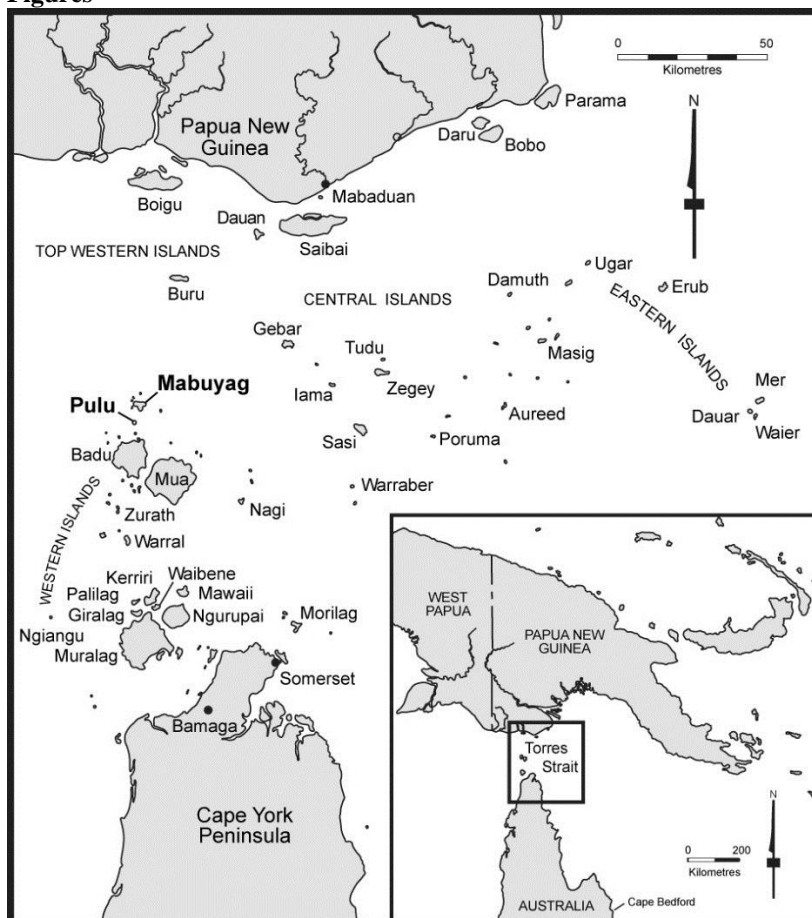 Figures
0 50
Kilometres
N
Parama
Papua New
Guinea
Daru
Bobo
Mabaduan
Boigu
Dauan
Saibai
TOP WESTERN ISLANDS
Ugar
Buru
Damuth
Erub
CENTRAL ISLANDS
EASTERN ISLANDS
Gebar
Tudu
Masig
Mabuyag
Iama
Zegey
Mer
Pulu
Aureed
Dauar
Sasi
Poruma
Waier
Badu
Mua
Warraber
Nagi
WESTERN ISLANDS
Zurath
Warral
Kerriri
Waibene
Palilag
Mawaii
Giralag
Ngurupai
Morilag
Ngiangu
Muralag
Somerset
Bamaga
Cape York
Peninsula
WEST
PAPUA
PAPUA NEW
GUINEA
Torres
Strait
N
0 200
Kilometres
AUSTRALIA
Cape Bedford